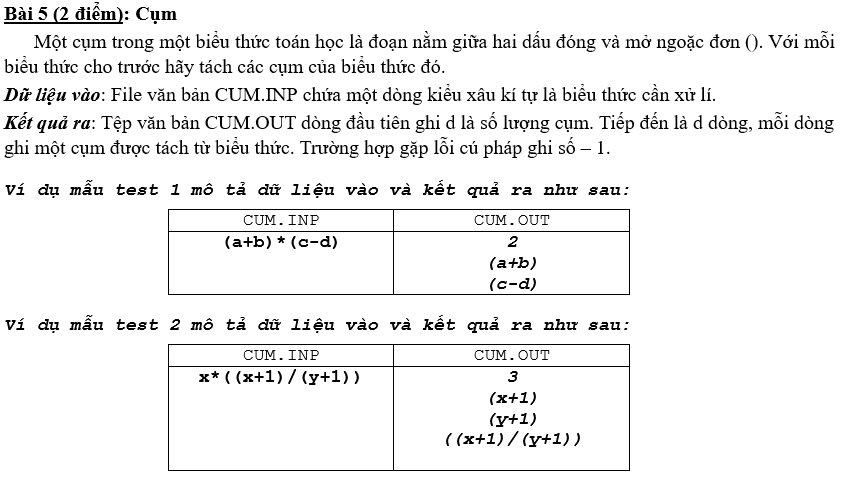 Bài 5 (2 điểm): Cụm
Một cụm trong một biểu thức toán học là đoạn nằm giữa hai dấu đóng và mở ngoặc đơn (). Với mỗi
biểu thức cho trước hãy tách các cụm của biểu thức đó.
Dữ liệu vào: File văn bản CUM.INP chứa một dòng kiểu xâu kí tự là biểu thức cần xử lí.
Kết quả ra: Tệp văn bản CUM.OUT dòng đầu tiên ghi d là số lượng cụm. Tiếp đến là d dòng, mỗi dòng
ghi một cụm được tách từ biểu thức. Trường hợp gặp lỗi cú pháp ghi số – 1.
Ví dụ mẫu test 1 mô tả dữ liệu vào và kết quả ra như sau:
CUM.INP CUM.OUT
(a+b)*(c-d) 2
(a+b)
(c-d)
Ví dụ mẫu test 2 mô tả dữ liệu vào và kết quả ra như sau:
CUM.INP CUM.OUT
x*((x+1)/(y+1)) 3
(x+1)
(y+1)
((x+1)/(y+1))